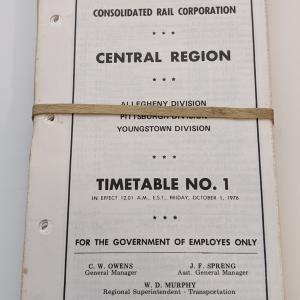 CONSOLIDATED RAIL CORPORATION
* * *
CENTRAL REGION
ALLEGHENY DIVISION
PITTSBURGH DIVISION
YOUNGSTOWN DIVISION
* * *
TIMETABLE NO. 1
IN EFFECT 12.01 A.M., E.S.T., FRIDAY, OCTOBER 1, 1976
* * *
FOR THE GOVERNMENT OF EMPLOYES ONLY
C. W. OWENS J. F. SPRENG
General Manager Asst. General Manager
W. D. MURPHY
Regional Superintendent - Transportation